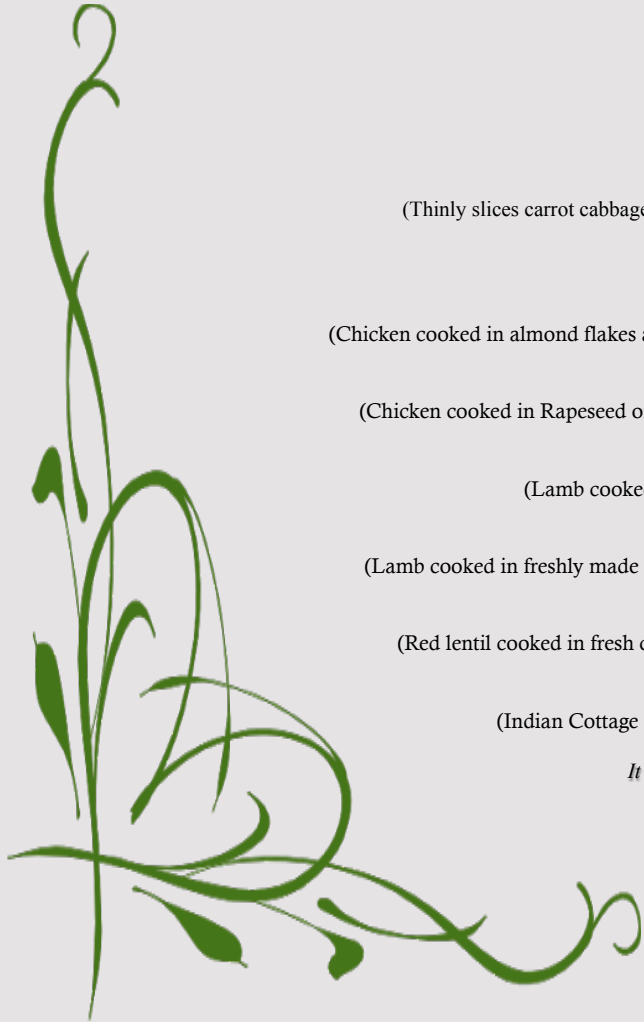 (Thinly slices carrot cabbage
(Chicken cooked in almond flakes
(Chicken cooked in Rapeseed
(Lamb cooke
(Lamb cooked in freshly made
(Red lentil cooked in fresh
(Indian Cottage
It